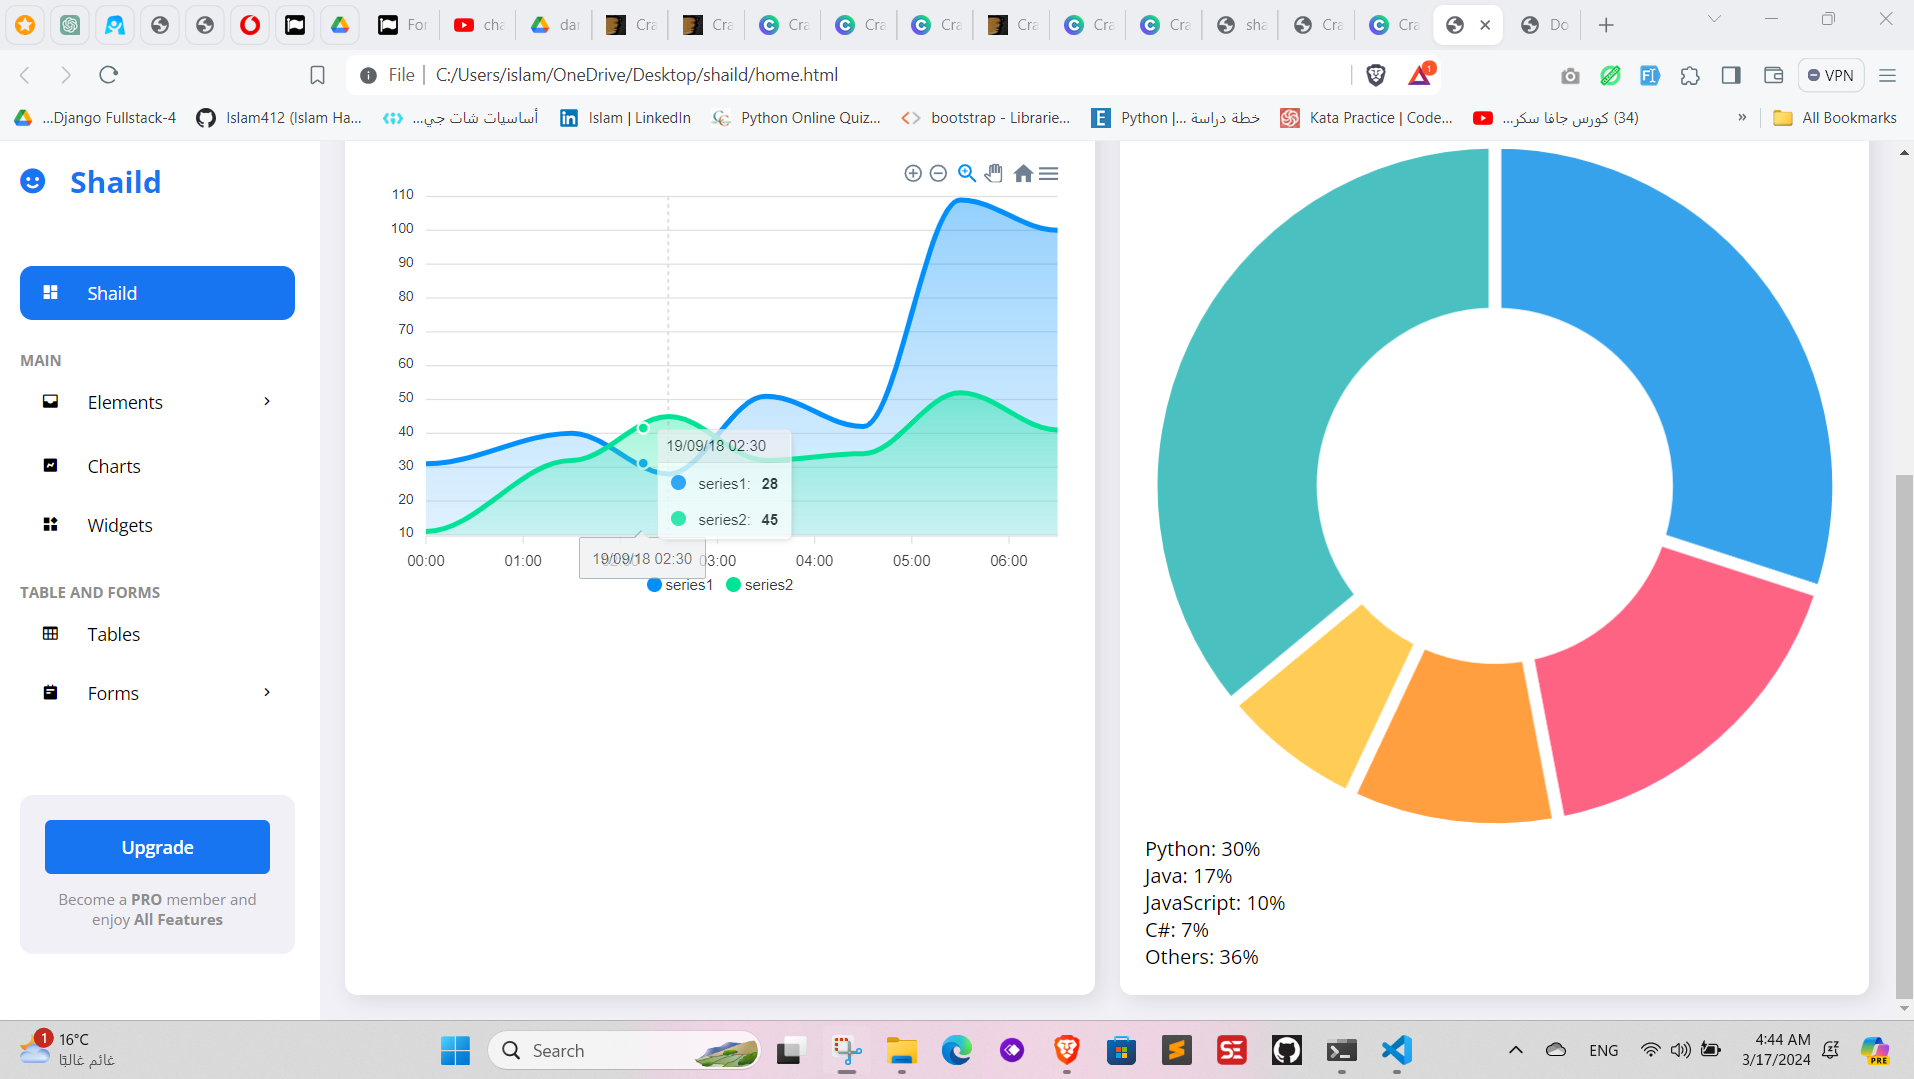 For
cha
dar
Cra
Cra
Cra
Cra
Cra
Cra
Cra
Cra
sha
Cra
Cra
Do
File
C:/Users/islam/OneDrive/Desktop/shaild/home.html
1
VPN
...Django Fullstack-4
Islam412 (Islam Ha...
أساسيات شات جي...
Islam | LinkedIn
Python Online Quiz...
bootstrap - Librarie...
خطة دراسة ...| Python
Kata Practice | Code...
(34) كورس جافا سكر...
»
All Bookmarks
Shaild
Shaild
MAIN
Elements
Charts
Widgets
TABLE AND FORMS
Tables
Forms
Upgrade
Become a PRO member and
enjoy All Features
110
100
90
80
70
60
50
40
30
20
10
19/09/18 02:30
series1: 28
series2: 45
00:00
01:00
19/09/18 02:30
03:00
04:00
05:00
06:00
series1
series2
Python: 30%
Java: 17%
JavaScript: 10%
C#: 7%
Others: 36%
1
16°C
غائم غالبًا
Search
ENG
4:44 AM
3/17/2024
PRE